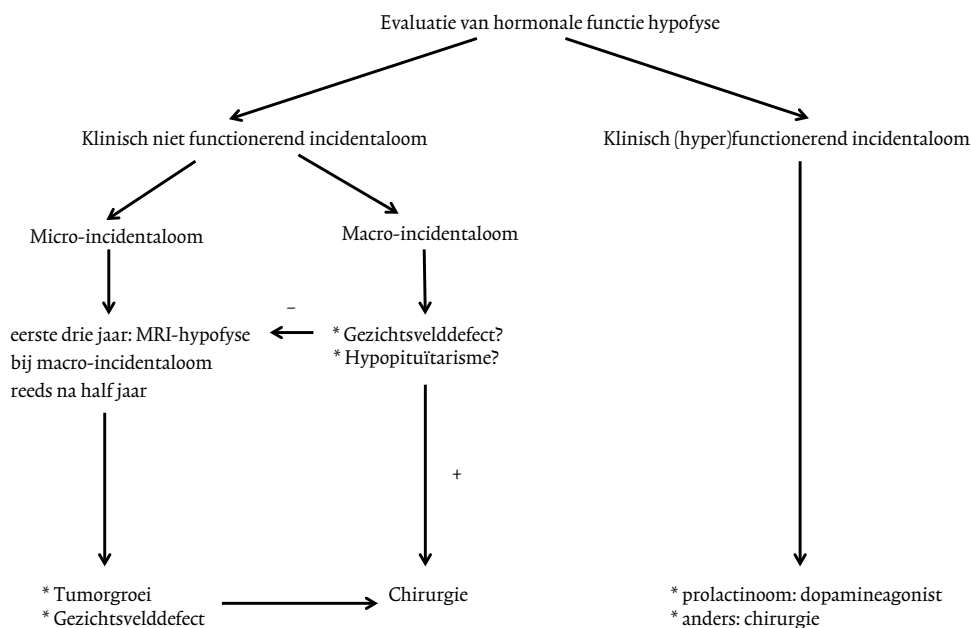 Evaluatie van hormonale functie hypofyse
Klinisch niet functionerend incidentaloom
Klinisch (hyper)functionerend incidentaloom
Micro-incidentaloom
Macro-incidentaloom
eerste drie jaar: MRI-hypofyse
bij macro-incidentaloom
reeds na half jaar
–
* Gezichtsvelddefect?
* Hypopituïtarisme?
+
* Tumorgroei
* Gezichtsvelddefect
Chirurgie
* prolactinoom: dopamineagonist
* anders: chirurgie